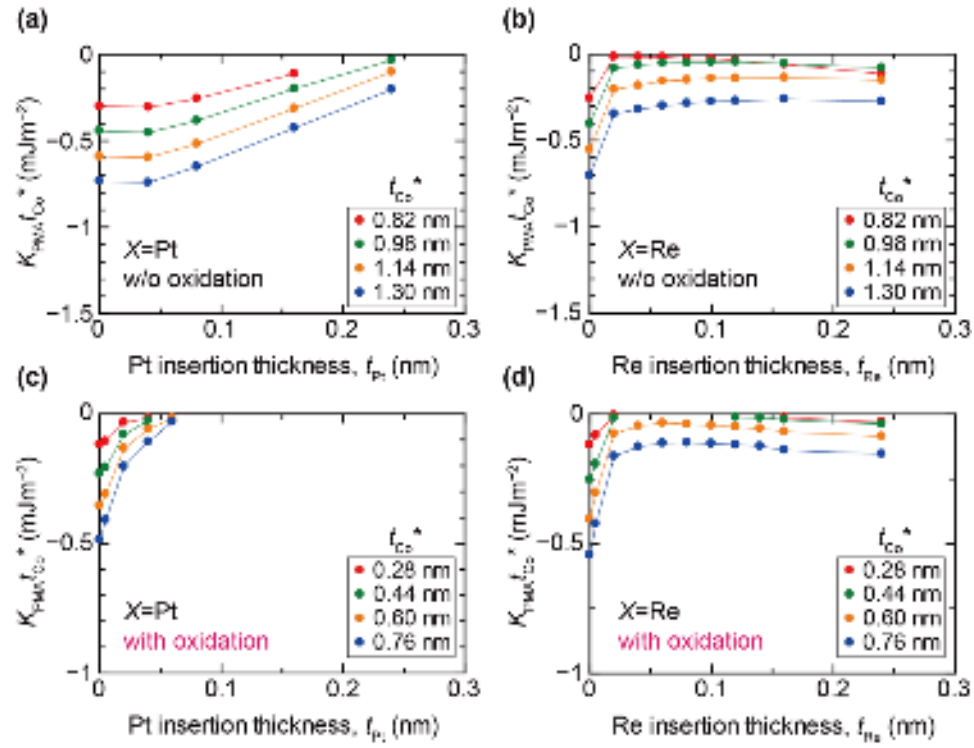 (a)
0
−0.5
−1
−1.5
K_PMA t_Co* (mJm⁻²)
X=Pt
w/o oxidation
t_Co*
0.82 nm
0.98 nm
1.14 nm
1.30 nm
0 0.1 0.2 0.3
Pt insertion thickness, t_Pt (nm)
(b)
0
−0.5
−1
−1.5
K_PMA t_Co* (mJm⁻²)
X=Re
w/o oxidation
t_Co*
0.82 nm
0.98 nm
1.14 nm
1.30 nm
0 0.1 0.2 0.3
Re insertion thickness, t_Re (nm)
(c)
0
−0.5
−1
K_PMA t_Co* (mJm⁻²)
X=Pt
with oxidation
t_Co*
0.28 nm
0.44 nm
0.60 nm
0.76 nm
0 0.1 0.2 0.3
Pt insertion thickness, t_Pt (nm)
(d)
0
−0.5
−1
K_PMA t_Co* (mJm⁻²)
X=Re
with oxidation
t_Co*
0.28 nm
0.44 nm
0.60 nm
0.76 nm
0 0.1 0.2 0.3
Re insertion thickness, t_Re (nm)